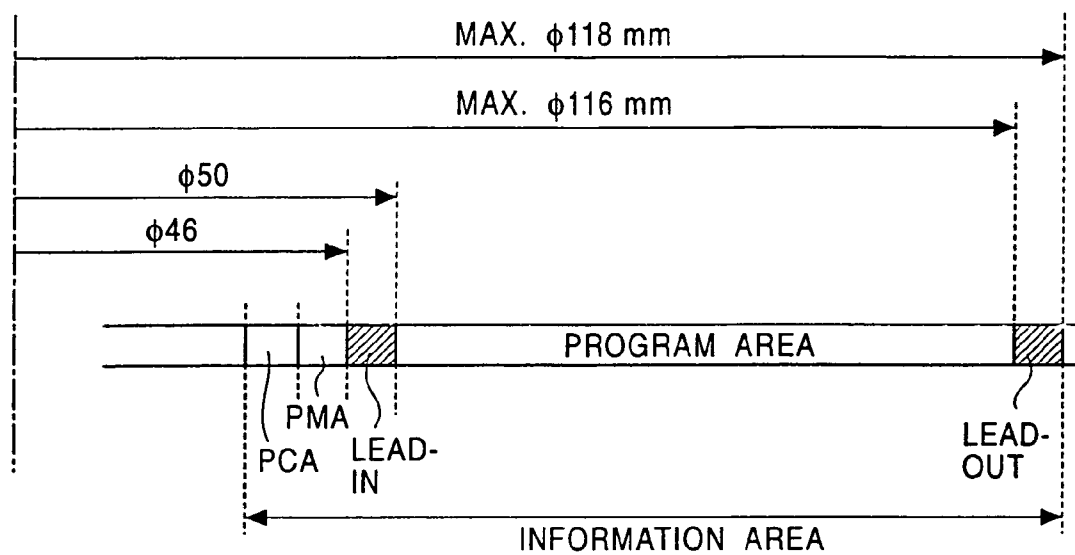 MAX. ϕ118 mm
MAX. ϕ116 mm
ϕ50
ϕ46
PROGRAM AREA
PMA
PCA
LEAD-
IN
LEAD-
OUT
INFORMATION AREA